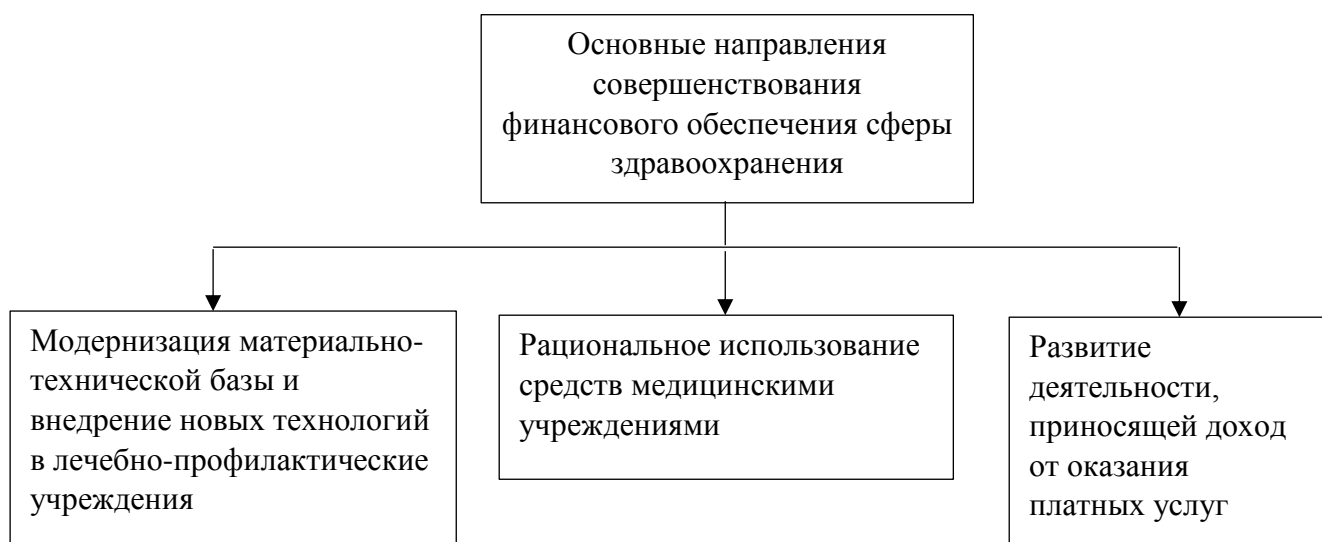 Основные направления
совершенствования
финансового обеспечения сферы
здравоохранения
Модернизация материально-
технической базы и
внедрение новых технологий
в лечебно-профилактические
учреждения
Рациональное использование
средств медицинскими
учреждениями
Развитие
деятельности,
приносящей доход
от оказания
платных услуг